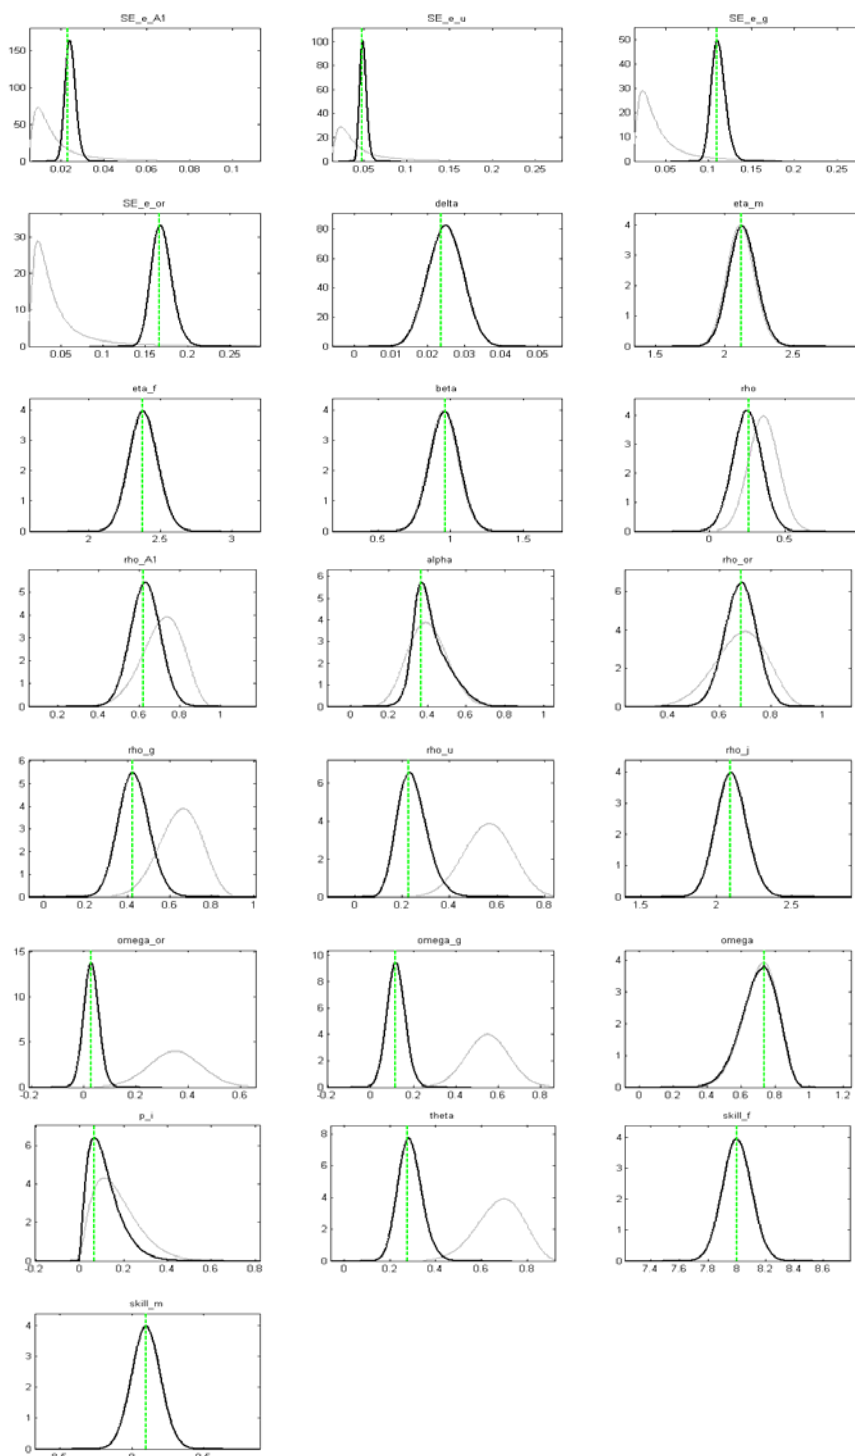 SE_e_A1 SE_e_u SE_e_g
150 100 50
100 80 40
50 60 30
0 40 20
20 10
0 0
0.02 0.04 0.06 0.08 0.1 0.05 0.1 0.15 0.2 0.25 0.05 0.1 0.15 0.2 0.25
SE_e_or delta eta_m
30 80 4
20 60 3
10 40 2
0 20 1
0 0
0.05 0.1 0.15 0.2 0.25 0 0.01 0.02 0.03 0.04 0.05 1.5 2 2.5
eta_f beta rho
4 4 4
3 3 3
2 2 2
1 1 1
0 0 0
2 2.5 3 0.5 1 1.5 0 0.5
rho_A1 alpha rho_or
5 6 6
4 5 4
3 4 2
2 3 0
1 2
0 1
0
0.2 0.4 0.6 0.8 1 0 0.2 0.4 0.6 0.8 1 0.4 0.6 0.8 1
rho_g rho_u rho_j
6 6 4
5 4 3
4 2 2
3 0 1
2 0
1
0
0 0.2 0.4 0.6 0.8 1 0 0.2 0.4 0.6 0.8 1.5 2 2.5
omega_or omega_g omega
15 10 4
10 8 3
5 6 2
0 4 1
2 0
0
-0.2 0 0.2 0.4 0.6 -0.2 0 0.2 0.4 0.6 0.8 0 0.2 0.4 0.6 0.8 1 1.2
p_i theta skill_f
6 8 4
4 6 3
2 4 2
0 2 1
0 0
-0.2 0 0.2 0.4 0.6 0.8 0 0.2 0.4 0.6 0.8 7.4 7.6 7.8 8 8.2 8.4 8.6
skill_m
4
3
2
1
0